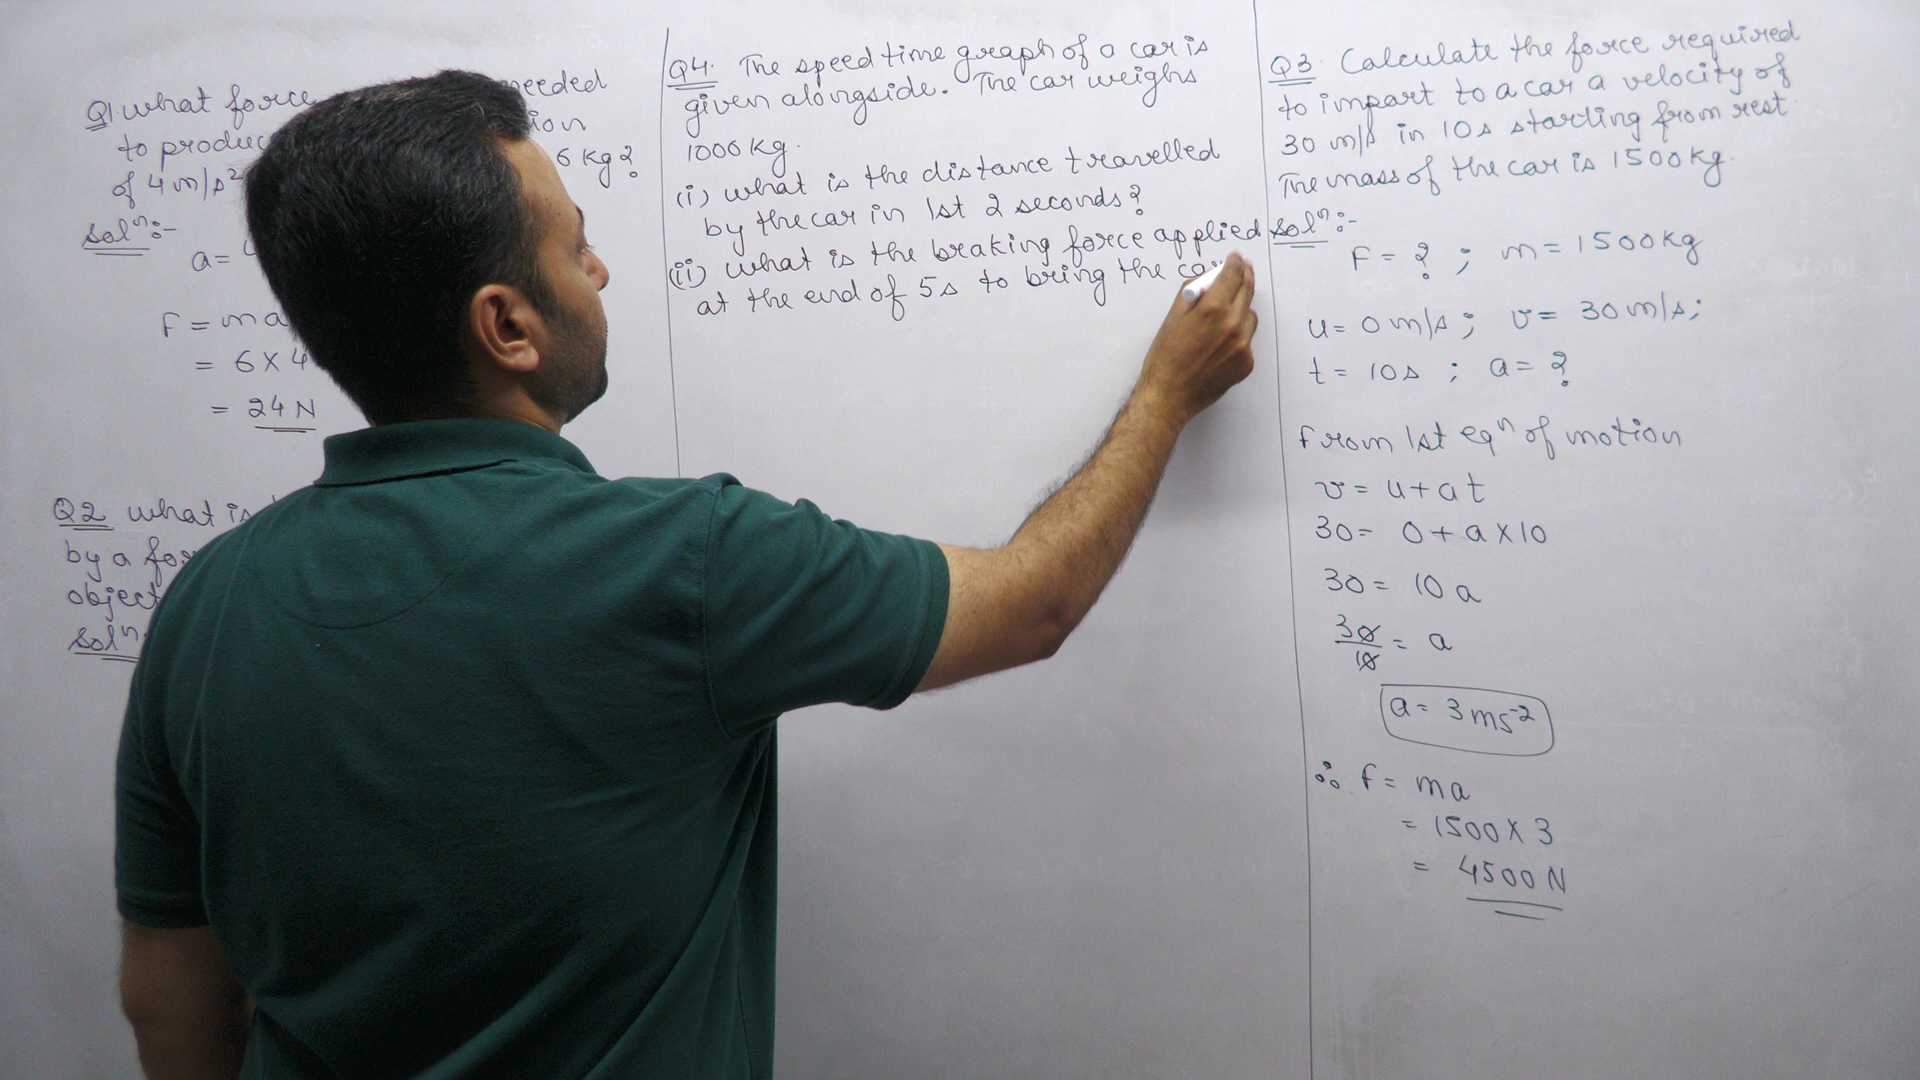 Q1. what force needed
to produc ion
of 4 m/s² 6 kg?
Solⁿ:-
a=
F = ma
= 6 x 4
= 24 N
Q2 what is
by a for
object
Solⁿ:
Q4. The speed time graph of a car is
given alongside. The car weighs
1000 kg.
(i) what is the distance travelled
by the car in 1st 2 seconds?
(ii) what is the braking force applied
at the end of 5s to bring the ca
Q3. Calculate the force required
to impart to a car a velocity of
30 m/s in 10s starting from rest.
The mass of the car is 1500 kg.
Solⁿ:-
F = ? ; m = 1500 kg
u = 0 m/s ; v = 30 m/s ;
t = 10s ; a = ?
From 1st eqⁿ of motion
v = u + at
30 = 0 + a x 10
30 = 10 a
30/10 = a
a = 3 ms⁻²
∴ F = ma
= 1500 x 3
= 4500 N